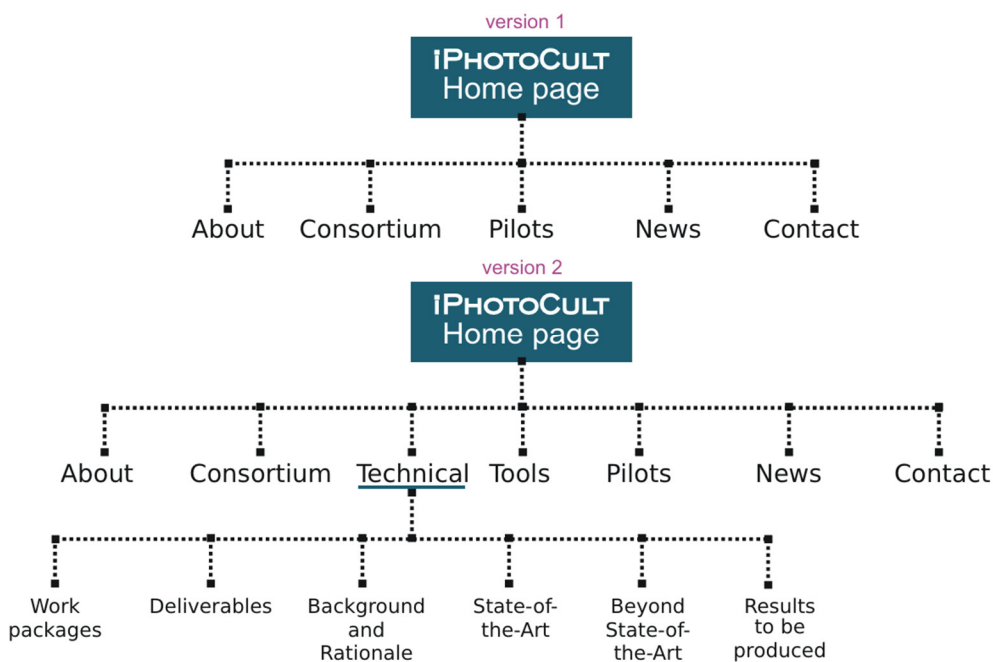 version 1
iPHOTOCULT
Home page
About Consortium Pilots News Contact
version 2
iPHOTOCULT
Home page
About Consortium Technical Tools Pilots News Contact
Work packages
Deliverables
Background and Rationale
State-of-the-Art
Beyond State-of-the-Art
Results to be produced